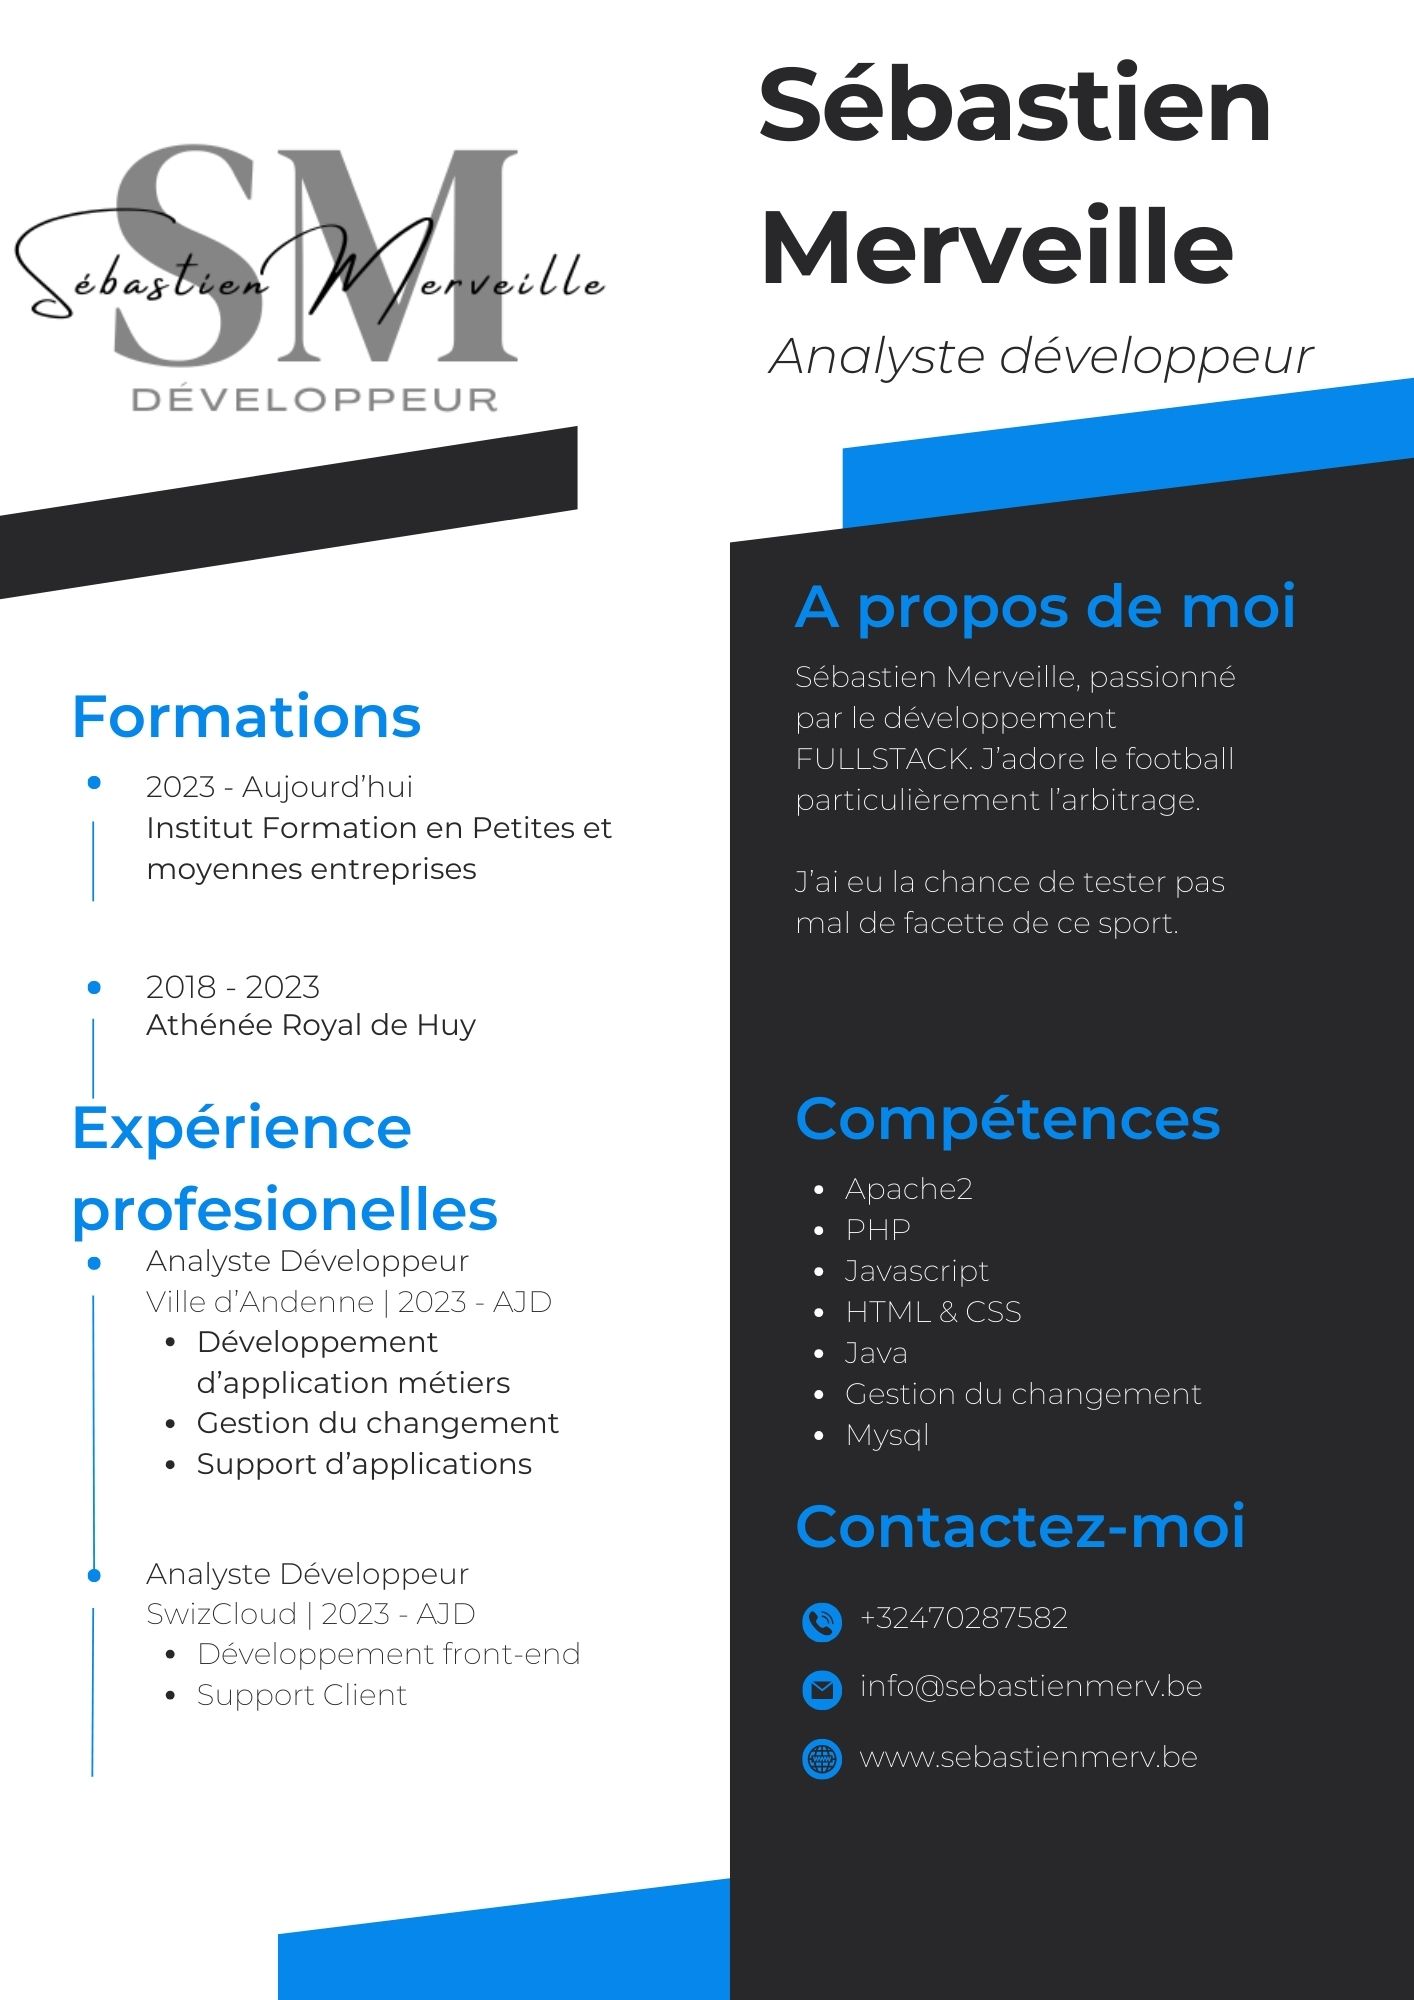 SM
Sébastien Merveille
DÉVELOPPEUR
Sébastien
Merveille
Analyste développeur
Formations
2023 - Aujourd’hui
Institut Formation en Petites et
moyennes entreprises
2018 - 2023
Athénée Royal de Huy
Expérience
profesionelles
Analyste Développeur
Ville d’Andenne | 2023 - AJD
• Développement
d’application métiers
• Gestion du changement
• Support d’applications
Analyste Développeur
SwizCloud | 2023 - AJD
• Développement front-end
• Support Client
A propos de moi
Sébastien Merveille, passionné
par le développement
FULLSTACK. J’adore le football
particulièrement l’arbitrage.
J’ai eu la chance de tester pas
mal de facette de ce sport.
Compétences
• Apache2
• PHP
• Javascript
• HTML & CSS
• Java
• Gestion du changement
• Mysql
Contactez-moi
+32470287582
info@sebastienmerv.be
www.sebastienmerv.be